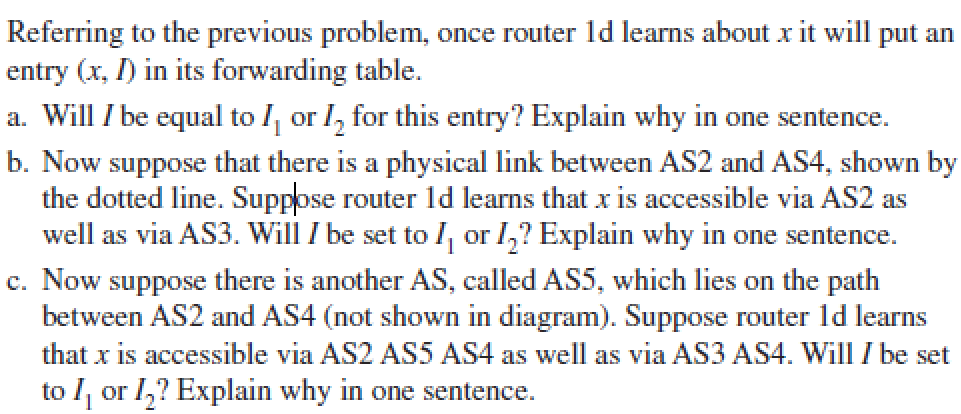 Referring to the previous problem, once router 1d learns about x it will put an
entry (x, I) in its forwarding table.
a. Will I be equal to I₁ or I₂ for this entry? Explain why in one sentence.
b. Now suppose that there is a physical link between AS2 and AS4, shown by
the dotted line. Suppose router 1d learns that x is accessible via AS2 as
well as via AS3. Will I be set to I₁ or I₂? Explain why in one sentence.
c. Now suppose there is another AS, called AS5, which lies on the path
between AS2 and AS4 (not shown in diagram). Suppose router 1d learns
that x is accessible via AS2 AS5 AS4 as well as via AS3 AS4. Will I be set
to I₁ or I₂? Explain why in one sentence.